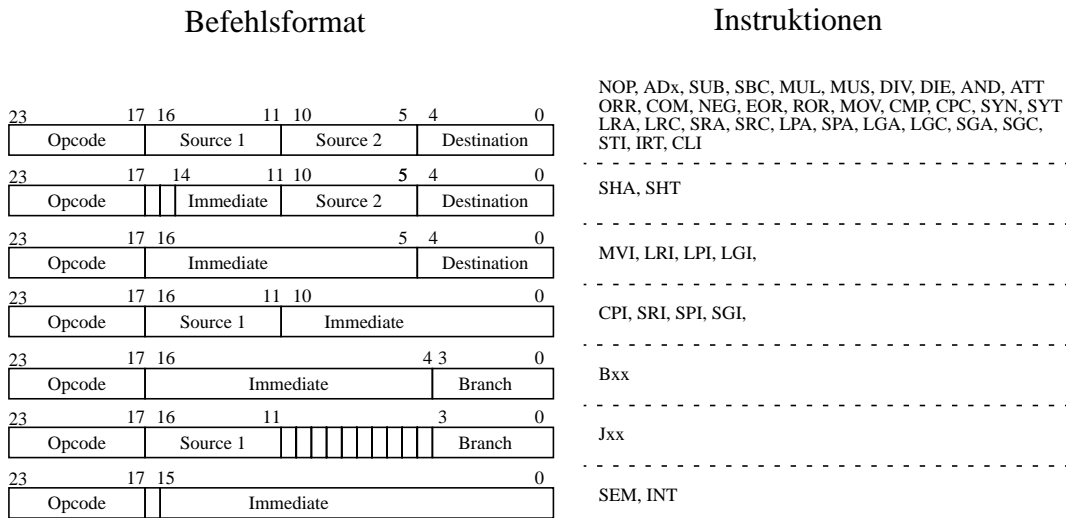 Befehlsformat Instruktionen
NOP, ADx, SUB, SBC, MUL, MUS, DIV, DIE, AND, ATT
ORR, COM, NEG, EOR, ROR, MOV, CMP, CPC, SYN, SYT
LRA, LRC, SRA, SRC, LPA, SPA, LGA, LGC, SGA, SGC,
STI, IRT, CLI
23 17 16 11 10 5 4 0
Opcode Source 1 Source 2 Destination
23 17 14 11 10 5 4 0
Opcode Immediate Source 2 Destination
SHA, SHT
23 17 16 5 4 0
Opcode Immediate Destination
MVI, LRI, LPI, LGI,
23 17 16 11 10 0
Opcode Source 1 Immediate
CPI, SRI, SPI, SGI,
23 17 16 4 3 0
Opcode Immediate Branch
Bxx
23 17 16 11 3 0
Opcode Source 1 Branch
Jxx
23 17 15 0
Opcode Immediate
SEM, INT